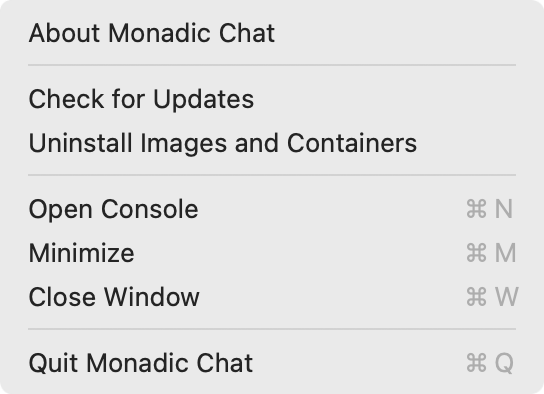 About Monadic Chat
Check for Updates
Uninstall Images and Containers
Open Console ⌘ N
Minimize ⌘ M
Close Window ⌘ W
Quit Monadic Chat ⌘ Q